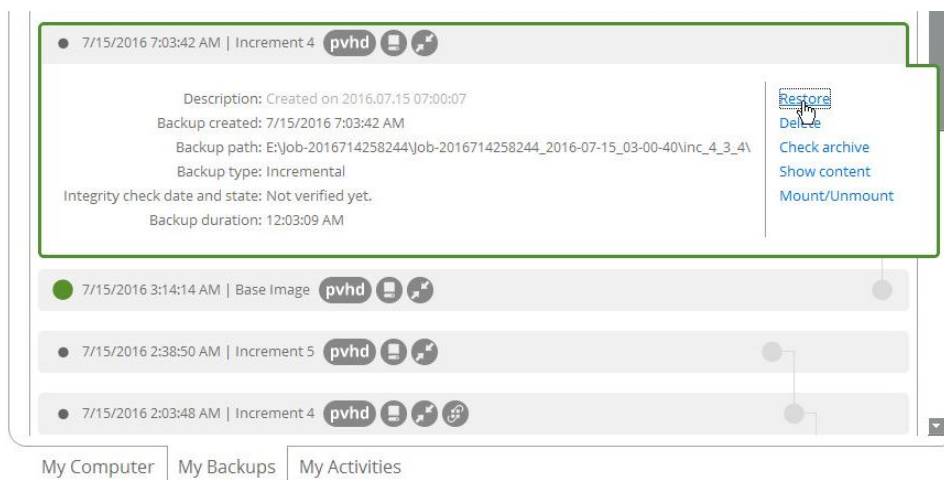 7/15/2016 7:03:42 AM | Increment 4 pvhd
Description: Created on 2016.07.15 07:00:07
Backup created: 7/15/2016 7:03:42 AM
Backup path: E:\Job-2016714258244\Job-2016714258244_2016-07-15_03-00-40\inc_4_3_4\
Backup type: Incremental
Integrity check date and state: Not verified yet.
Backup duration: 12:03:09 AM
Restore
Delete
Check archive
Show content
Mount/Unmount
7/15/2016 3:14:14 AM | Base Image pvhd
7/15/2016 2:38:50 AM | Increment 5 pvhd
7/15/2016 2:03:48 AM | Increment 4 pvhd
My Computer My Backups My Activities